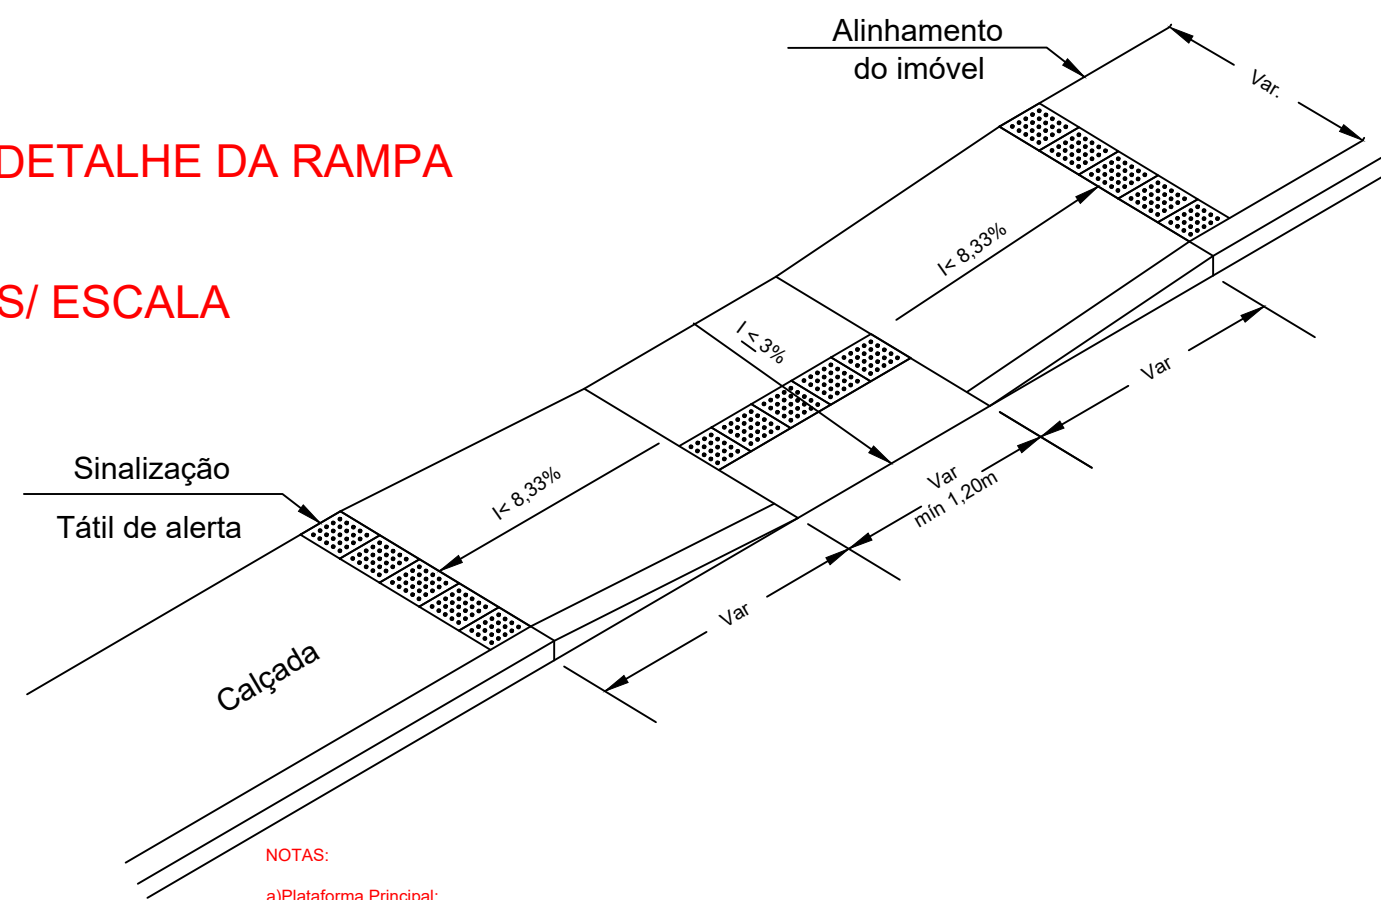 Alinhamento
do imóvel
Var.
DETALHE DA RAMPA
I< 8,33%
S/ ESCALA
I ≤ 3%
Var
Sinalização
Tátil de alerta
I< 8,33%
Var
mín 1,20m
Var
Calçada
NOTAS:
a)Plataforma Principal: